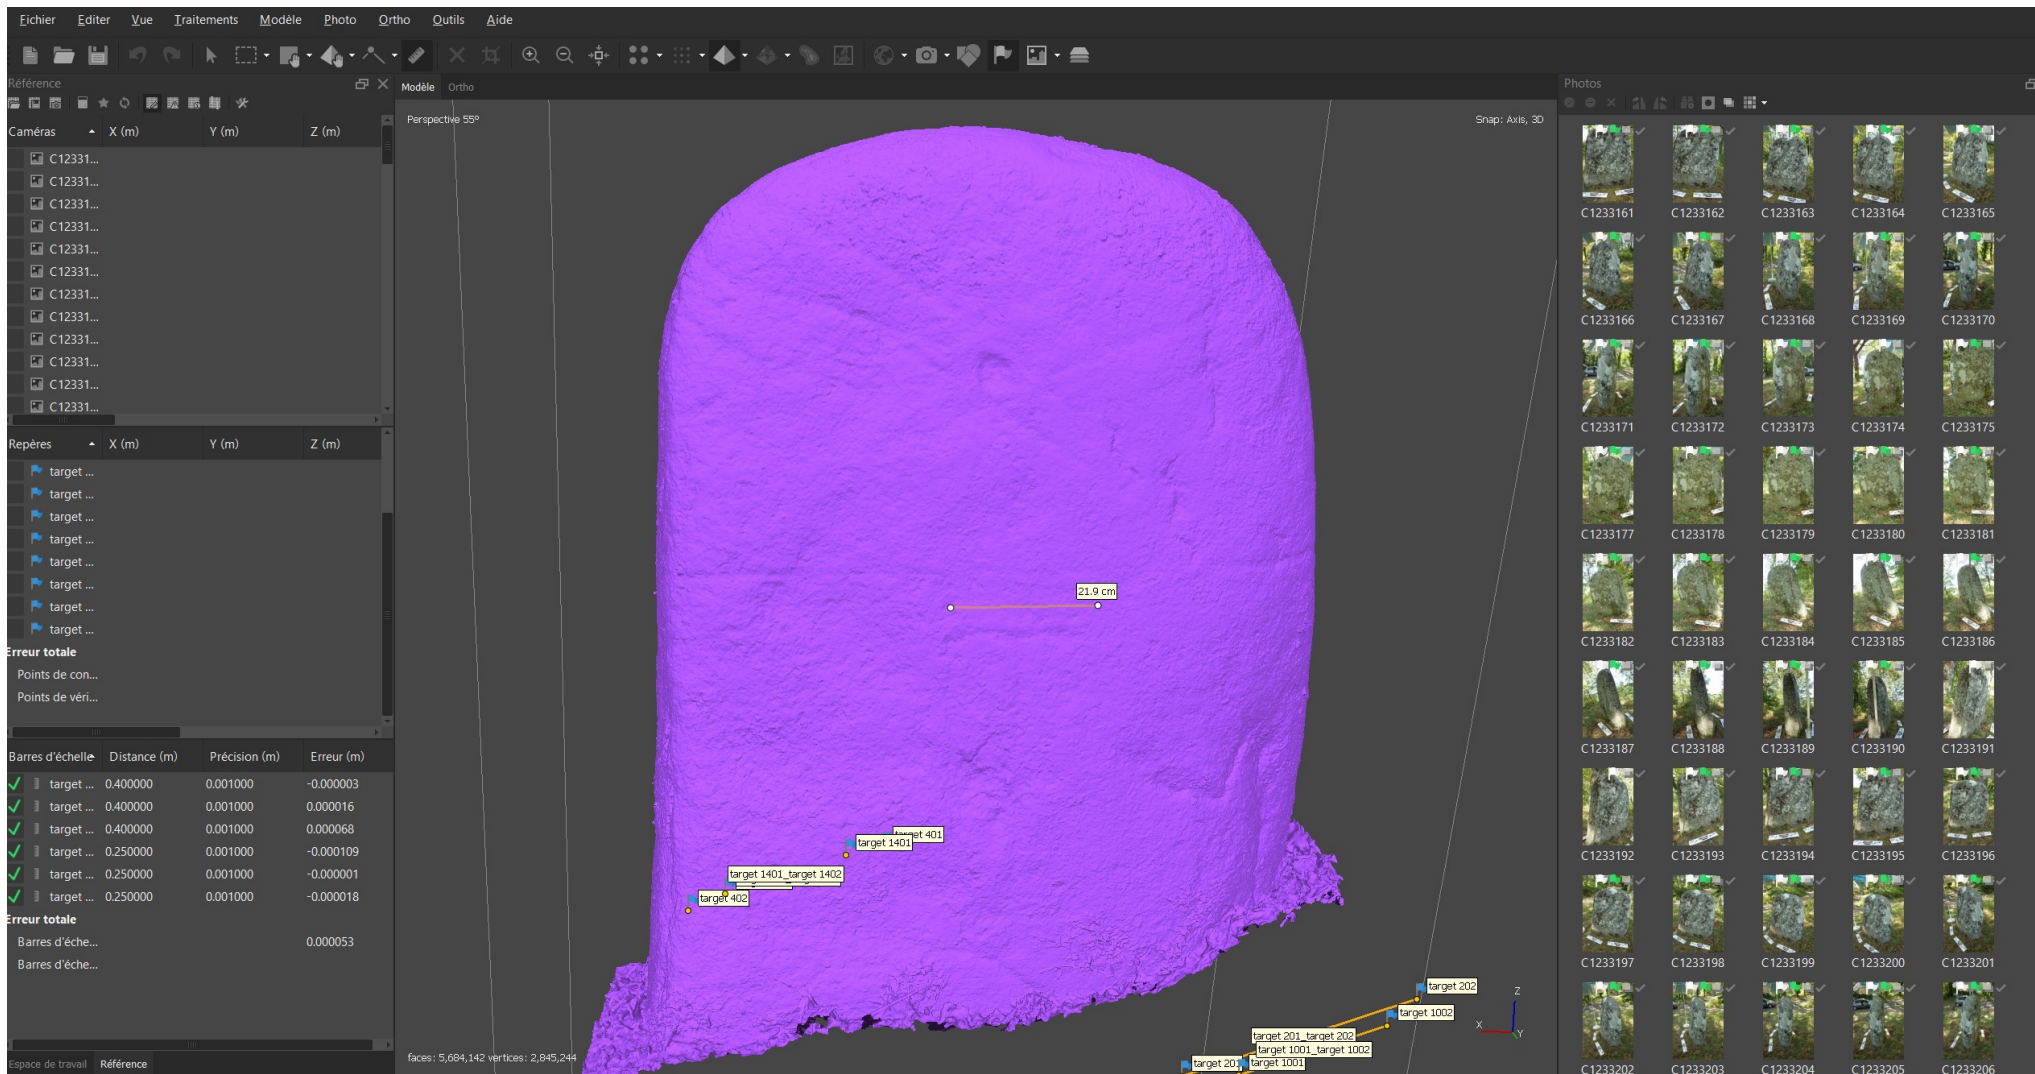 Fichier Editer Vue Traitements Modèle Photo Ortho Outils Aide
Référence
Caméras X (m) Y (m) Z (m)
C12331...
C12331...
C12331...
C12331...
C12331...
C12331...
C12331...
C12331...
C12331...
C12331...
C12331...
C12331...
Repères X (m) Y (m) Z (m)
target ...
target ...
target ...
target ...
target ...
target ...
target ...
target ...
Erreur totale
Points de con...
Points de véri...
Barres d'échelle Distance (m) Précision (m) Erreur (m)
target ... 0.400000 0.001000 -0.000003
target ... 0.400000 0.001000 0.000016
target ... 0.400000 0.001000 0.000068
target ... 0.250000 0.001000 -0.000109
target ... 0.250000 0.001000 -0.000001
target ... 0.250000 0.001000 -0.000018
Erreur totale
Barres d'éche... 0.000053
Barres d'éche...
Espace de travail Référence
Modèle Ortho
Perspective 55°
Snap: Axis, 3D
21.9 cm
target 401
target 1401
target 1401_target 1402
target 402
target 202
target 1002
target 201_target 202
target 1001_target 1002
target 201
target 1001
Z
X
Y
faces: 5,684,142 vertices: 2,845,244
Photos
C1233161 C1233162 C1233163 C1233164 C1233165
C1233166 C1233167 C1233168 C1233169 C1233170
C1233171 C1233172 C1233173 C1233174 C1233175
C1233177 C1233178 C1233179 C1233180 C1233181
C1233182 C1233183 C1233184 C1233185 C1233186
C1233187 C1233188 C1233189 C1233190 C1233191
C1233192 C1233193 C1233194 C1233195 C1233196
C1233197 C1233198 C1233199 C1233200 C1233201
C1233202 C1233203 C1233204 C1233205 C1233206